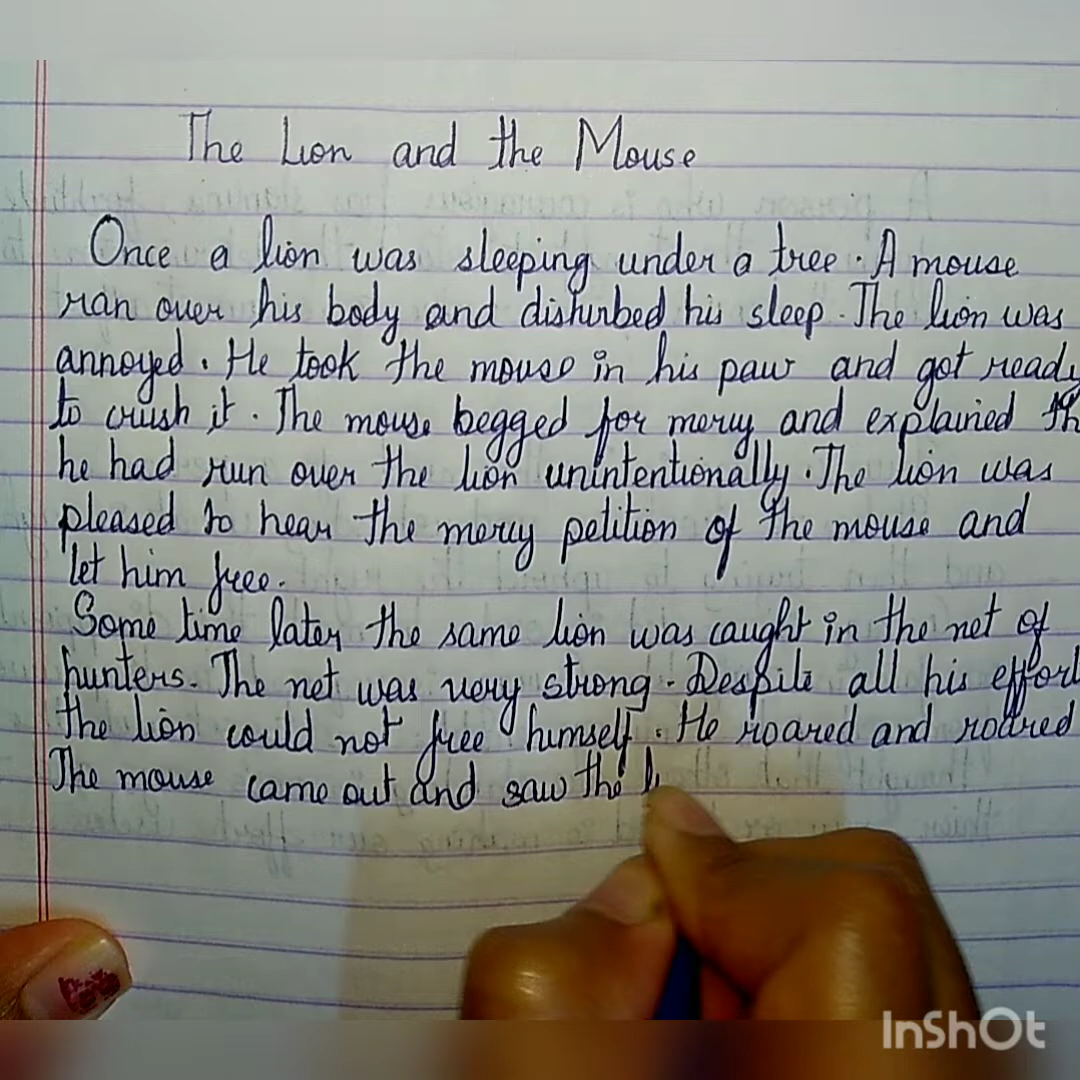 The Lion and the Mouse
Once a lion was sleeping under a tree. A mouse
ran over his body and disturbed his sleep. The lion was
annoyed. He took the mouse in his paw and got ready
to crush it. The mouse begged for mercy and explained th
he had run over the lion unintentionally. The lion was
pleased to hear the mercy petition of the mouse and
let him free.
Some time later the same lion was caught in the net of
hunters. The net was very strong. Despite all his effort
the lion could not free himself. He roared and roared
The mouse came out and saw the l
InShOt